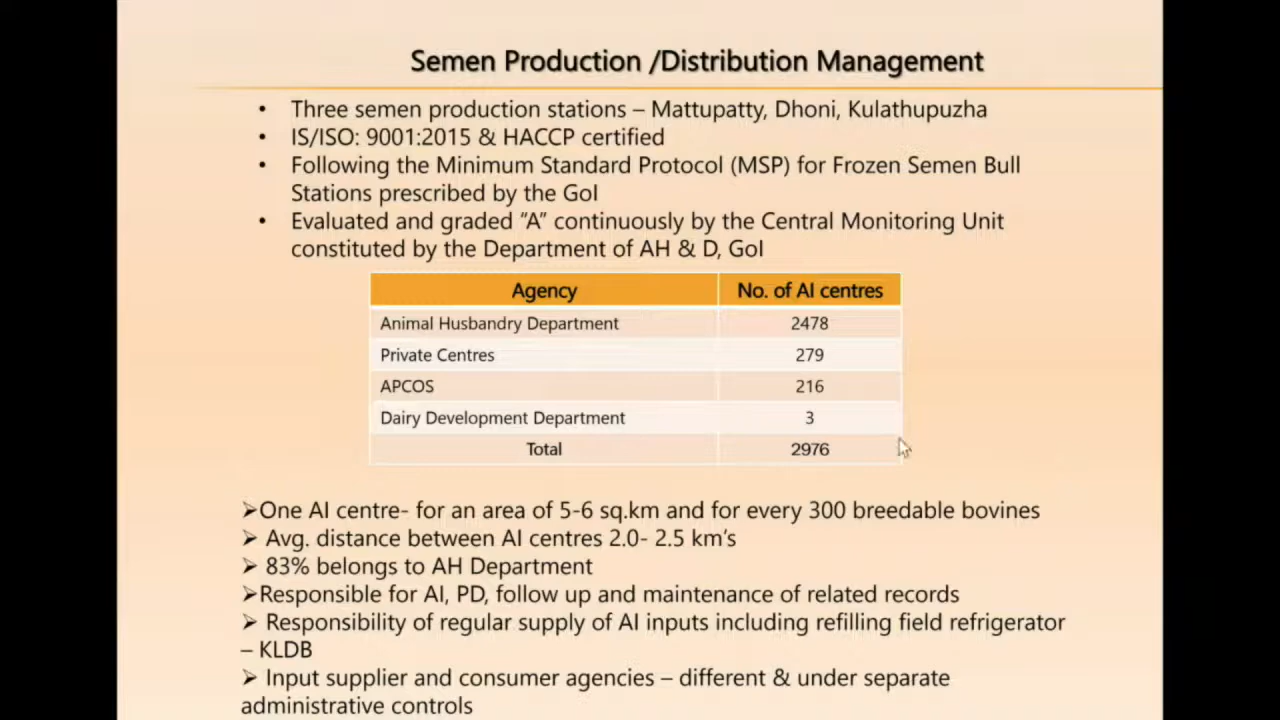 Semen Production /Distribution Management
• Three semen production stations – Mattupatty, Dhoni, Kulathupuzha
• IS/ISO: 9001:2015 & HACCP certified
• Following the Minimum Standard Protocol (MSP) for Frozen Semen Bull
Stations prescribed by the GoI
• Evaluated and graded “A” continuously by the Central Monitoring Unit
constituted by the Department of AH & D, GoI
Agency No. of AI centres
Animal Husbandry Department 2478
Private Centres 279
APCOS 216
Dairy Development Department 3
Total 2976
➢One AI centre- for an area of 5-6 sq.km and for every 300 breedable bovines
➢ Avg. distance between AI centres 2.0- 2.5 km’s
➢ 83% belongs to AH Department
➢Responsible for AI, PD, follow up and maintenance of related records
➢ Responsibility of regular supply of AI inputs including refilling field refrigerator
– KLDB
➢ Input supplier and consumer agencies – different & under separate
administrative controls